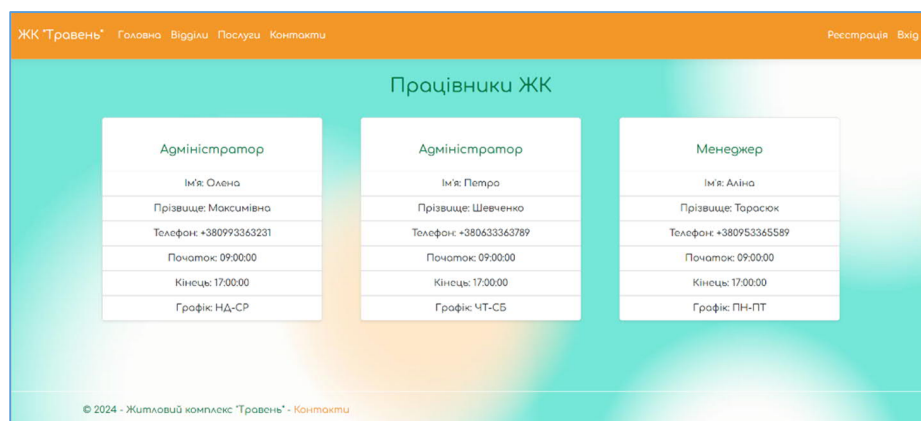 ЖК "Травень" Головна Відділи Послуги Контакти Реєстрація Вхід
Працівники ЖК
Адміністратор
Ім'я: Олена
Прізвище: Максимівна
Телефон: +380993363231
Початок: 09:00:00
Кінець: 17:00:00
Графік: НД-СР
Адміністратор
Ім'я: Петро
Прізвище: Шевченко
Телефон: +380633363789
Початок: 09:00:00
Кінець: 17:00:00
Графік: ЧТ-СБ
Менеджер
Ім'я: Аліна
Прізвище: Тарасюк
Телефон: +380953365589
Початок: 09:00:00
Кінець: 17:00:00
Графік: ПН-ПТ
© 2024 - Житловий комплекс "Травень" - Контакти